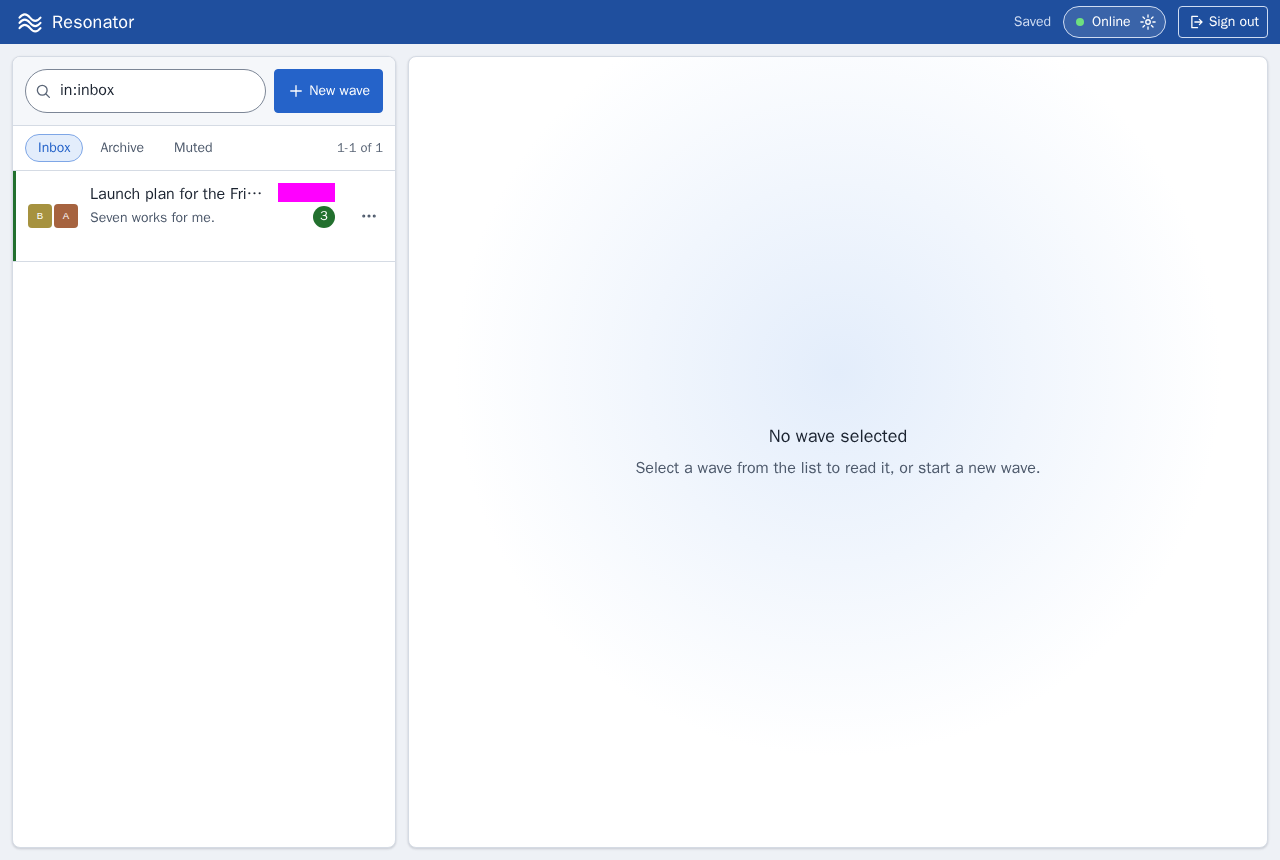 Resonator
Saved
Online
Sign out
in:inbox
New wave
Inbox
Archive
Muted
1-1 of 1
B
A
Launch plan for the Fri…
Seven works for me.
3
No wave selected
Select a wave from the list to read it, or start a new wave.